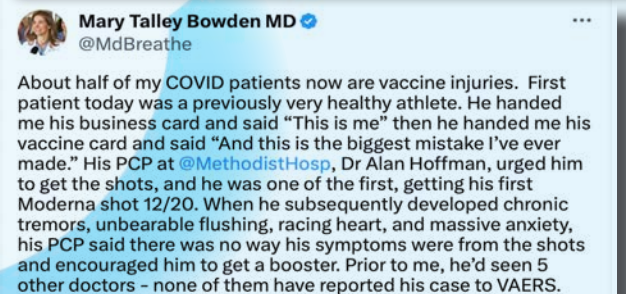 Mary Talley Bowden MD
@MdBreathe
About half of my COVID patients now are vaccine injuries.  First
patient today was a previously very healthy athlete. He handed
me his business card and said “This is me” then he handed me his
vaccine card and said “And this is the biggest mistake I’ve ever
made.” His PCP at @MethodistHosp, Dr Alan Hoffman, urged him
to get the shots, and he was one of the first, getting his first
Moderna shot 12/20. When he subsequently developed chronic
tremors, unbearable flushing, racing heart, and massive anxiety,
his PCP said there was no way his symptoms were from the shots
and encouraged him to get a booster. Prior to me, he’d seen 5
other doctors – none of them have reported his case to VAERS.